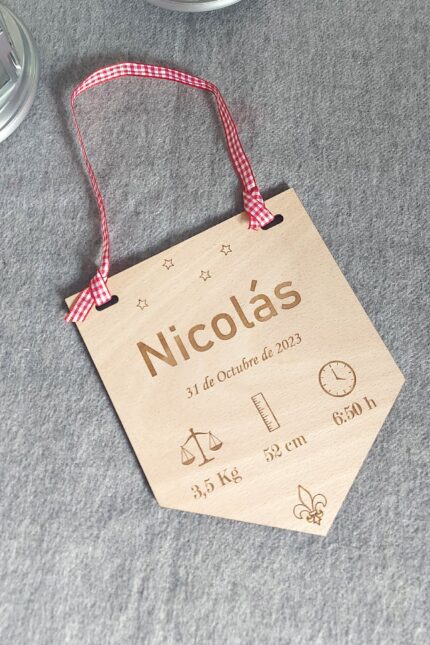 Nicolás
31 de Octubre de 2023
3,5 Kg
52 cm
6:50 h